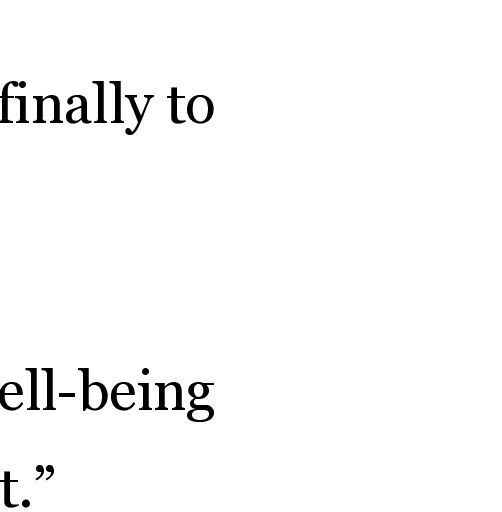 finally to
ell-being
t.”